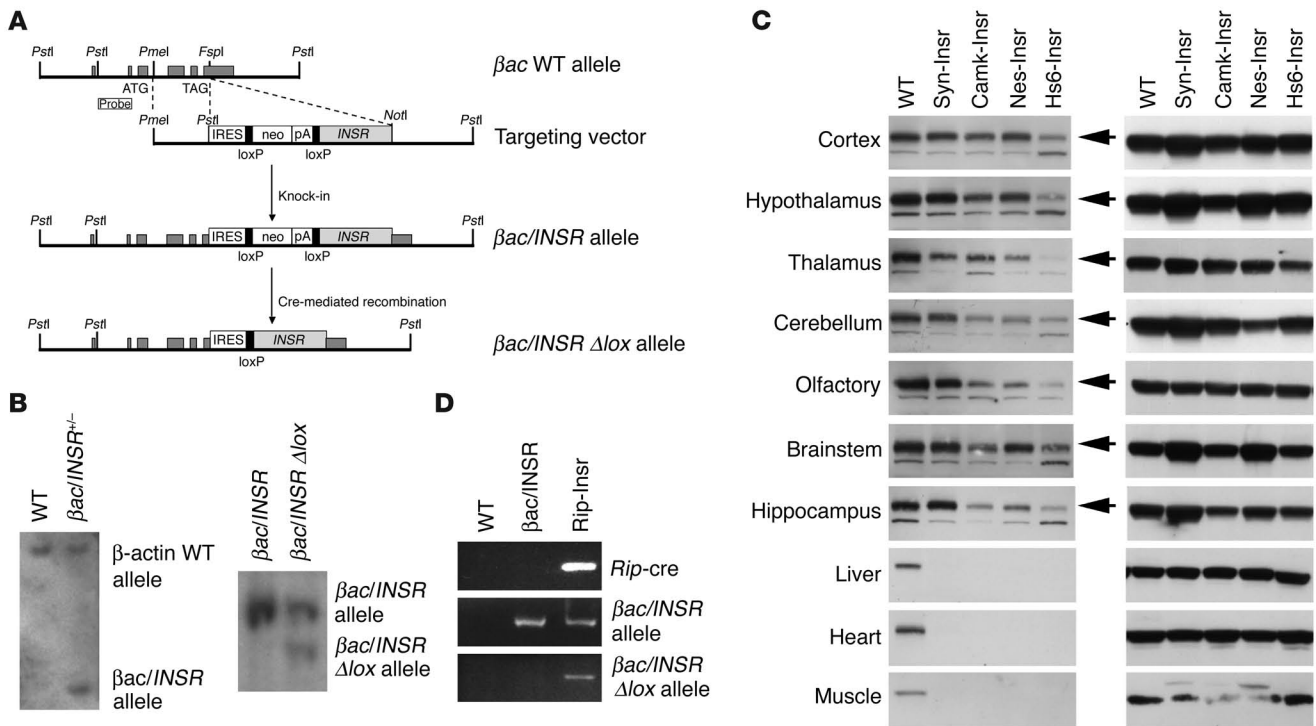 A
PstI PstI PmeI FspI PstI
βac WT allele
ATG TAG
Probe
NotI
PmeI PstI PstI
IRES neo pA INSR
Targeting vector
loxP loxP
Knock-in
PstI PstI PstI
IRES neo pA INSR
βac/INSR allele
loxP loxP
Cre-mediated recombination
PstI PstI PstI
IRES INSR
βac/INSR Δlox allele
loxP
B
WT
βac/INSR+/–
β-actin WT
allele
βac/INSR
allele
βac/INSR
βac/INSR Δlox
βac/INSR
allele
βac/INSR
Δlox allele
D
WT
βac/INSR
Rip-Insr
Rip-cre
βac/INSR
allele
βac/INSR
Δlox allele
C
WT
Syn-Insr
Camk-Insr
Nes-Insr
Hs6-Insr
WT
Syn-Insr
Camk-Insr
Nes-Insr
Hs6-Insr
Cortex
Hypothalamus
Thalamus
Cerebellum
Olfactory
Brainstem
Hippocampus
Liver
Heart
Muscle